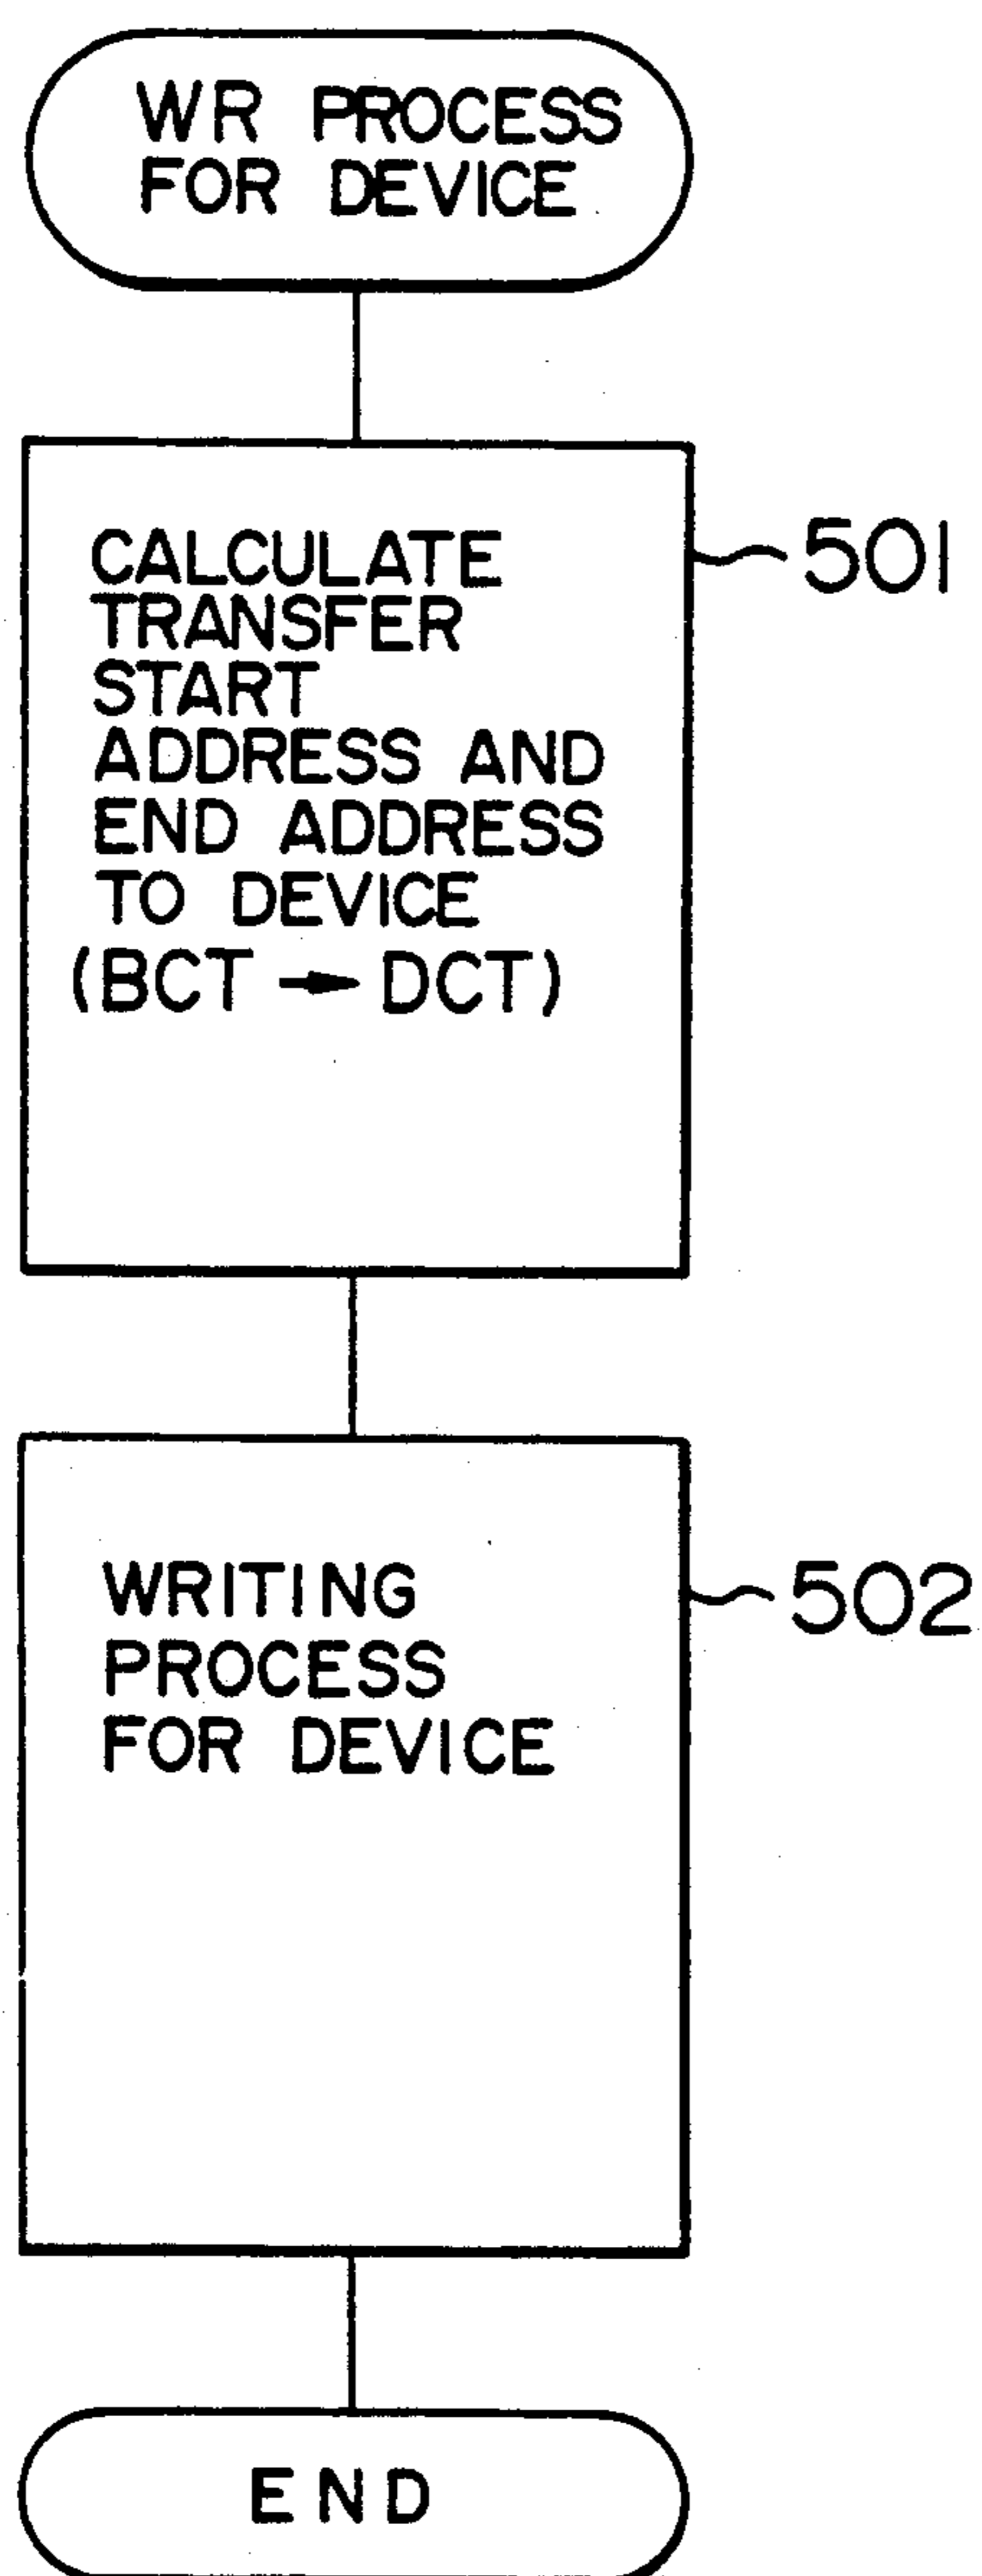 WR PROCESS
FOR DEVICE
CALCULATE
TRANSFER
START
ADDRESS AND
END ADDRESS
TO DEVICE
(BCT → DCT)
501
WRITING
PROCESS
FOR DEVICE
502
END